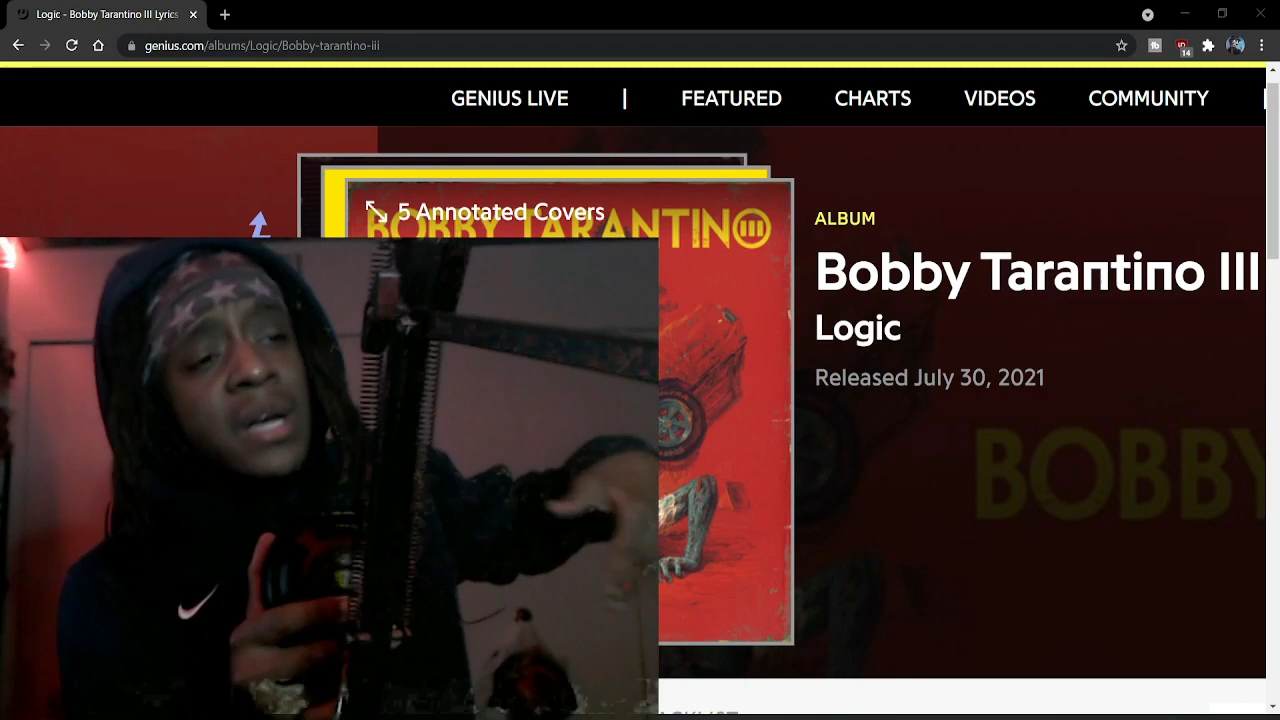 Logic - Bobby Tarantino III Lyrics
genius.com/albums/Logic/Bobby-tarantino-iii
14
GENIUS LIVE | FEATURED CHARTS VIDEOS COMMUNITY
5 Annotated Covers
BOBBY TARANTINO III
ALBUM
Bobby Tarantino III
Logic
Released July 30, 2021
BOBBY